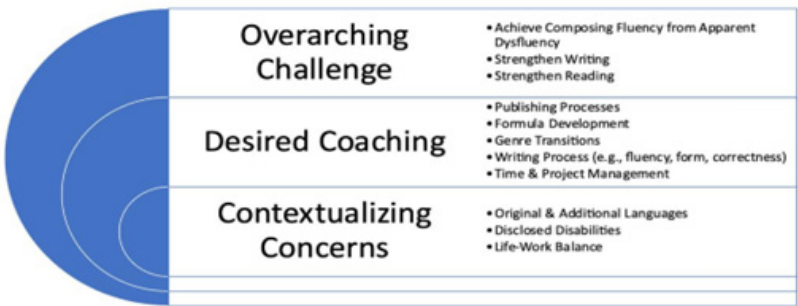 Overarching
Challenge
• Achieve Composing Fluency from Apparent
Dysfluency
• Strengthen Writing
• Strengthen Reading
Desired Coaching
• Publishing Processes
• Formula Development
• Genre Transitions
• Writing Process (e.g., fluency, form, correctness)
• Time & Project Management
Contextualizing
Concerns
• Original & Additional Languages
• Disclosed Disabilities
• Life-Work Balance